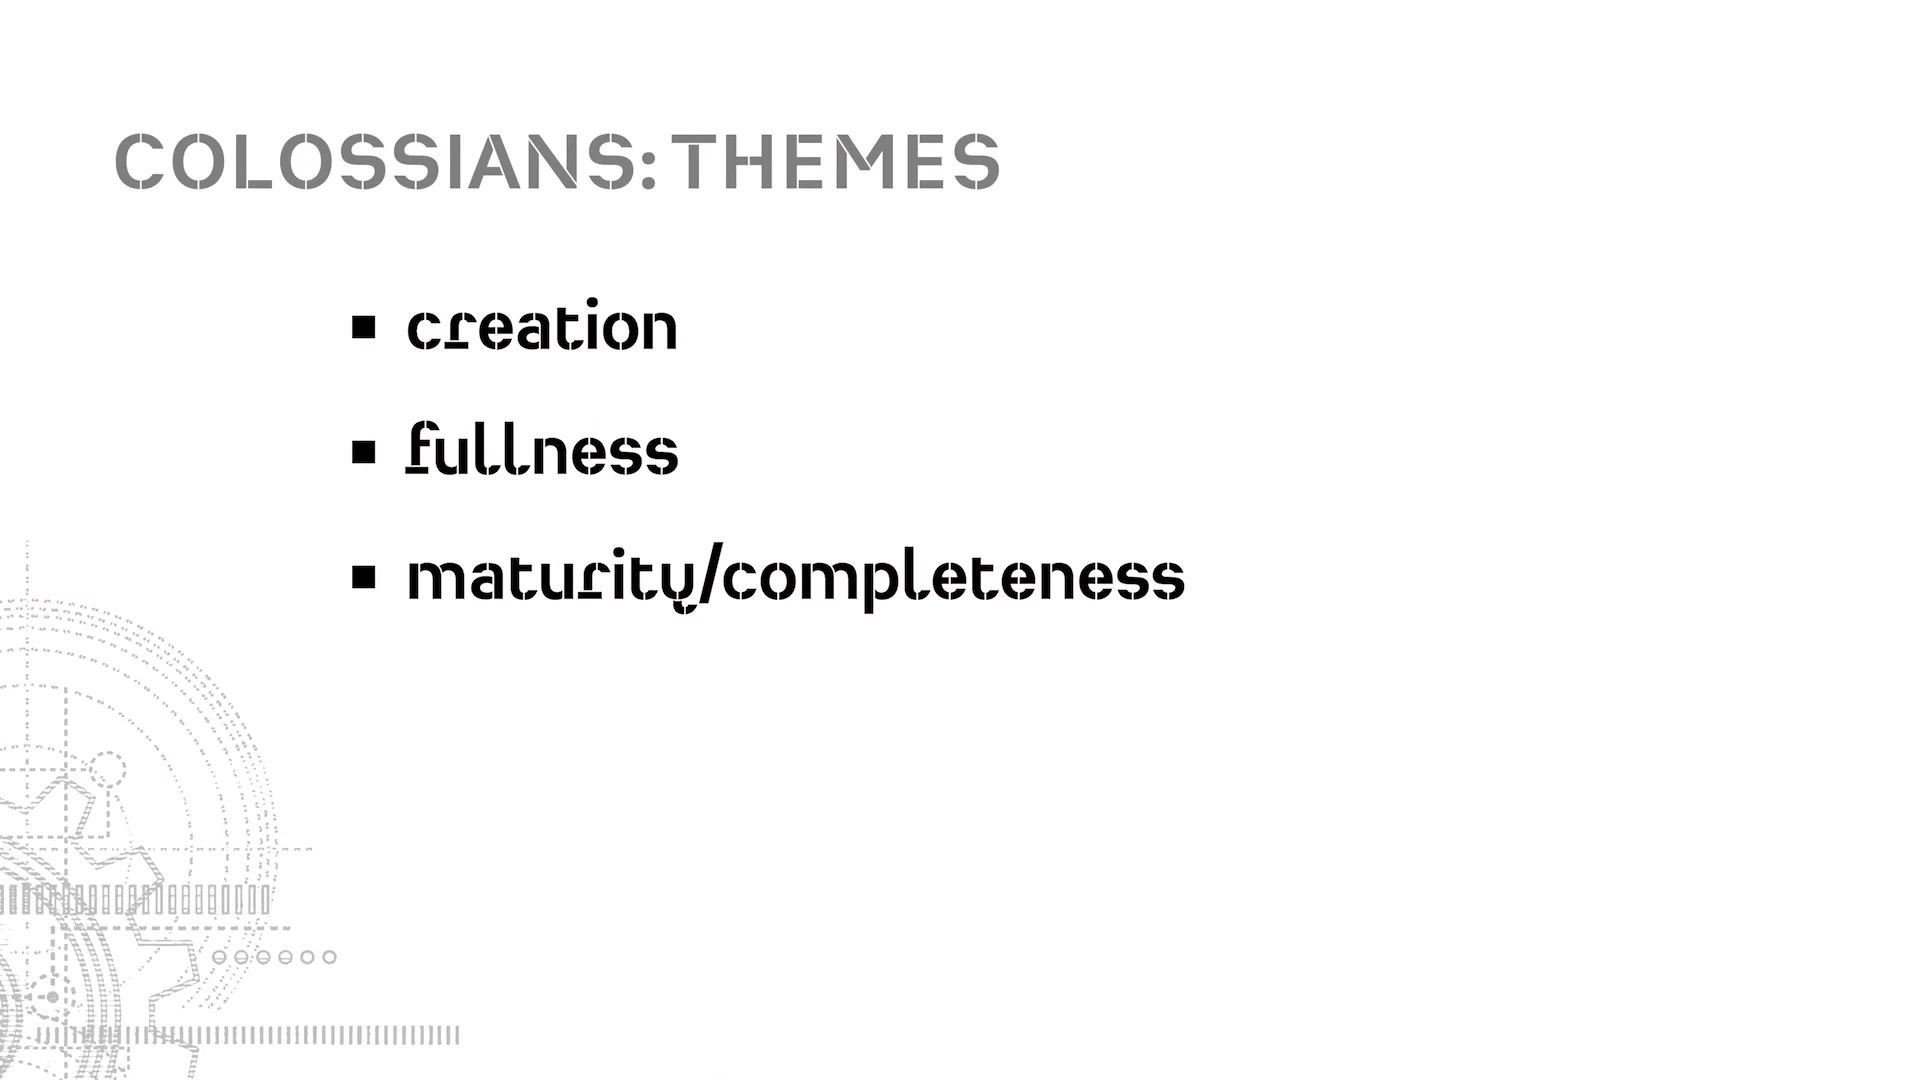 COLOSSIANS: THEMES
▪ creation
▪ fullness
▪ maturity/completeness